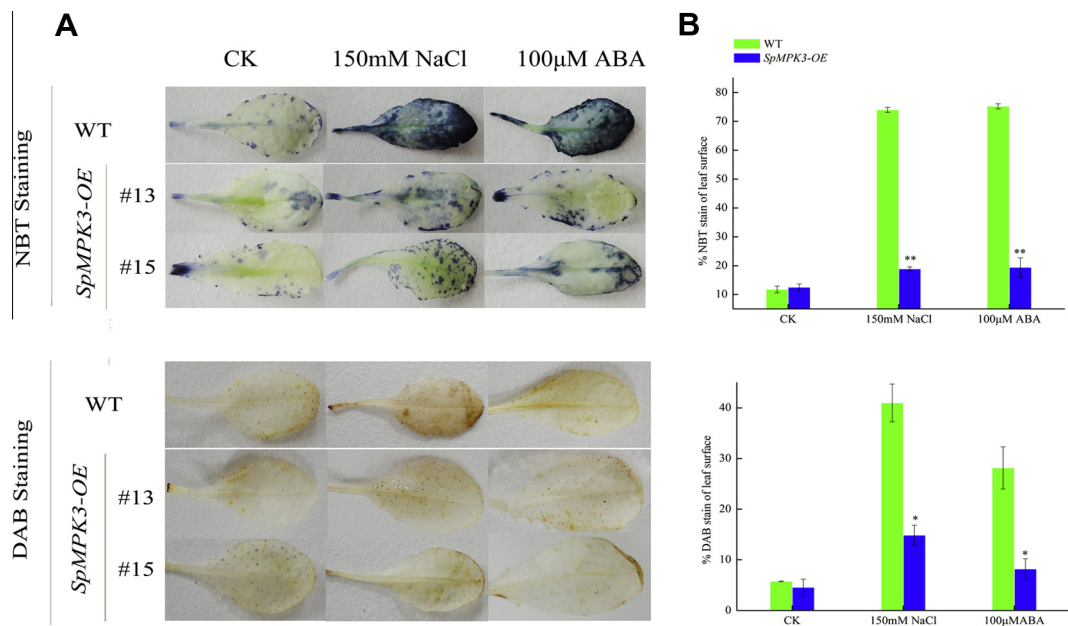 A
CK 150mM NaCl 100μM ABA
NBT Staining
WT
SpMPK3-OE
#13
#15
DAB Staining
WT
SpMPK3-OE
#13
#15
B
WT
SpMPK3-OE
% NBT stain of leaf surface
80
70
60
50
40
30
20
10
** **
CK 150mM NaCl 100μM ABA
% DAB stain of leaf surface
40
30
20
10
0
* *
CK 150mM NaCl 100μMABA